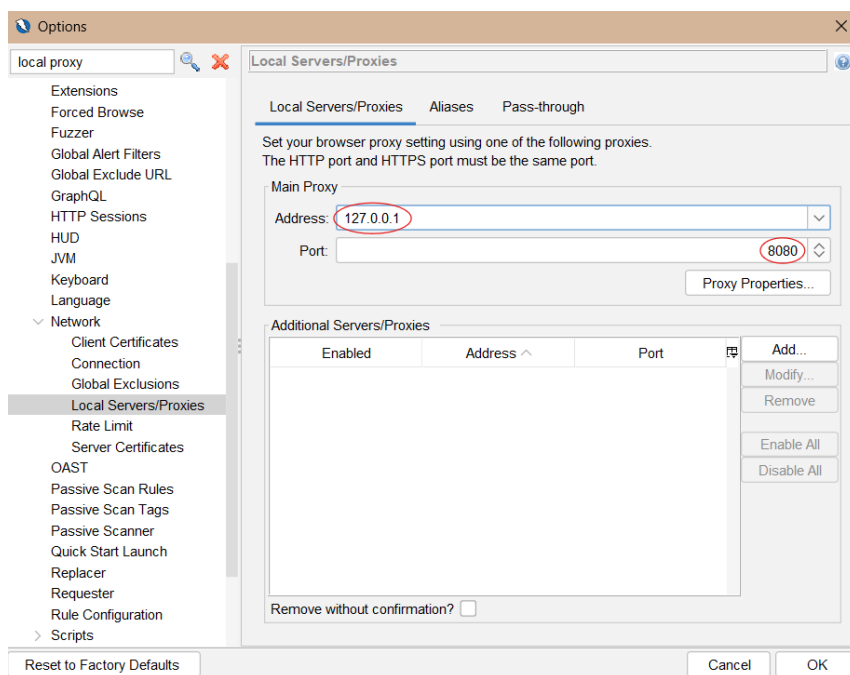 Options
local proxy
Extensions
Forced Browse
Fuzzer
Global Alert Filters
Global Exclude URL
GraphQL
HTTP Sessions
HUD
JVM
Keyboard
Language
Network
Client Certificates
Connection
Global Exclusions
Local Servers/Proxies
Rate Limit
Server Certificates
OAST
Passive Scan Rules
Passive Scan Tags
Passive Scanner
Quick Start Launch
Replacer
Requester
Rule Configuration
Scripts
Local Servers/Proxies
Local Servers/Proxies Aliases Pass-through
Set your browser proxy setting using one of the following proxies.
The HTTP port and HTTPS port must be the same port.
Main Proxy
Address: 127.0.0.1
Port: 8080
Proxy Properties...
Additional Servers/Proxies
Enabled Address Port
Add...
Modify...
Remove
Enable All
Disable All
Remove without confirmation?
Reset to Factory Defaults Cancel OK